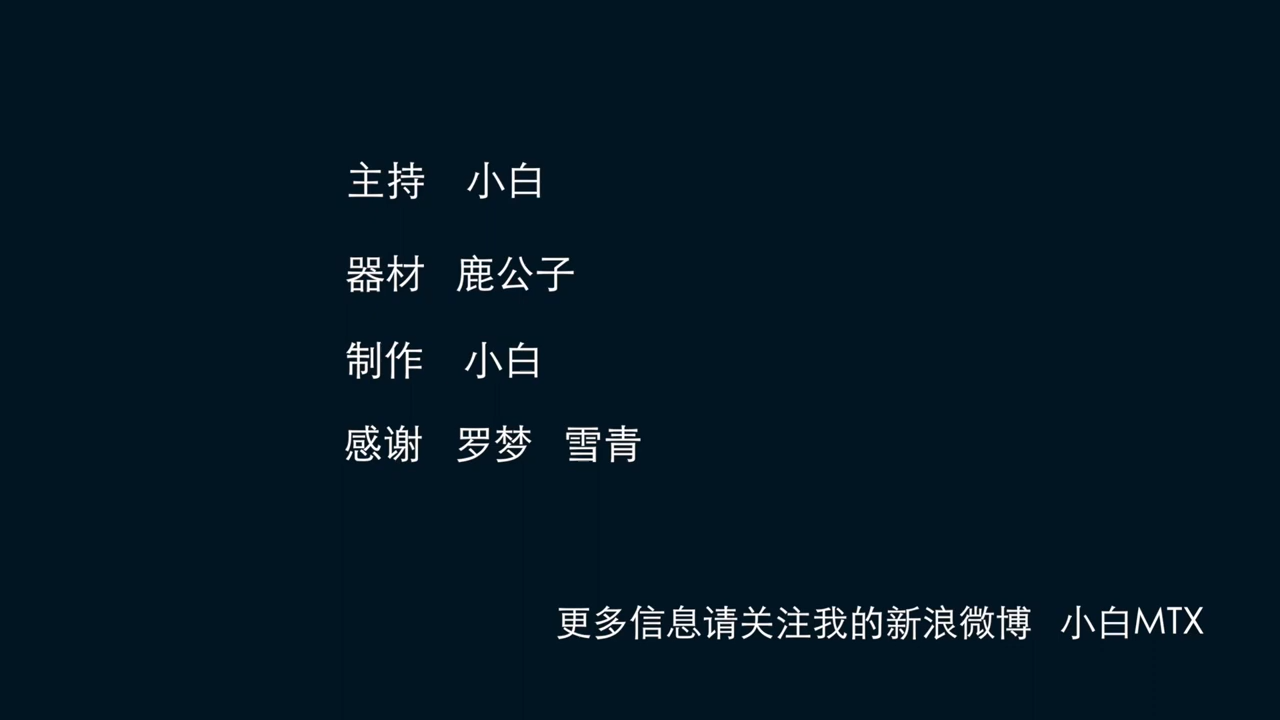 主持 小白
器材 鹿公子
制作 小白
感谢 罗梦 雪青
更多信息请关注我的新浪微博 小白MTX